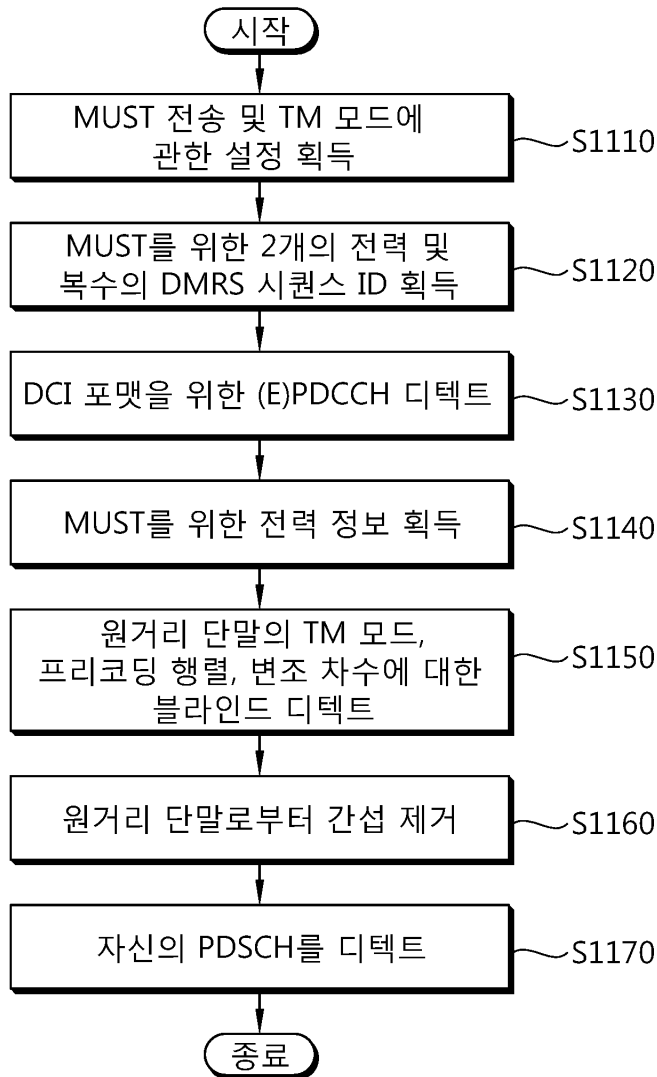 시작
MUST 전송 및 TM 모드에
관한 설정 획득
S1110
MUST를 위한 2개의 전력 및
복수의 DMRS 시퀀스 ID 획득
S1120
DCI 포맷을 위한 (E)PDCCH 디텍트
S1130
MUST를 위한 전력 정보 획득
S1140
원거리 단말의 TM 모드,
프리코딩 행렬, 변조 차수에 대한
블라인드 디텍트
S1150
원거리 단말로부터 간섭 제거
S1160
자신의 PDSCH를 디텍트
S1170
종료